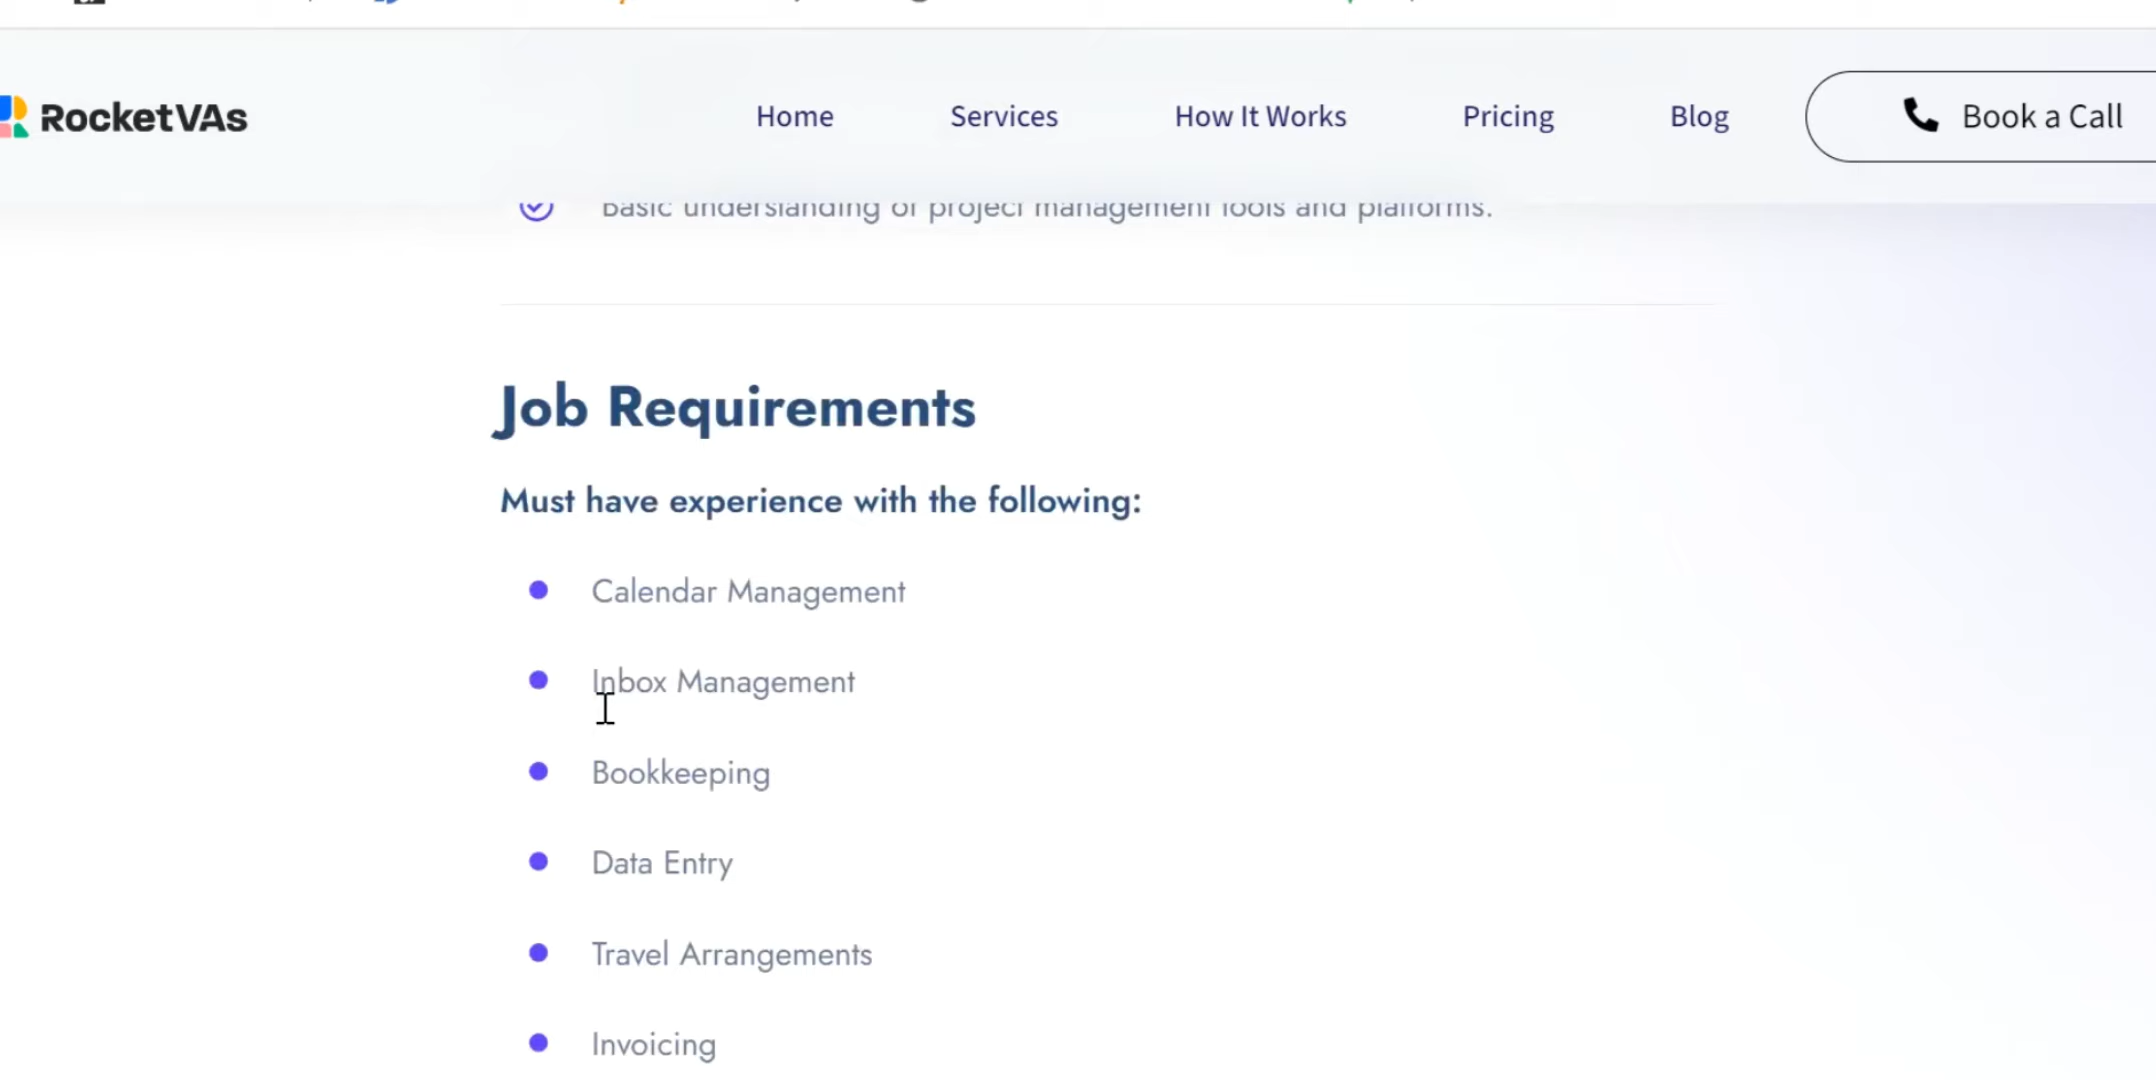 RocketVAs
Home
Services
How It Works
Pricing
Blog
Book a Call
Basic understanding of project management tools and platforms.
Job Requirements
Must have experience with the following:
Calendar Management
Inbox Management
Bookkeeping
Data Entry
Travel Arrangements
Invoicing